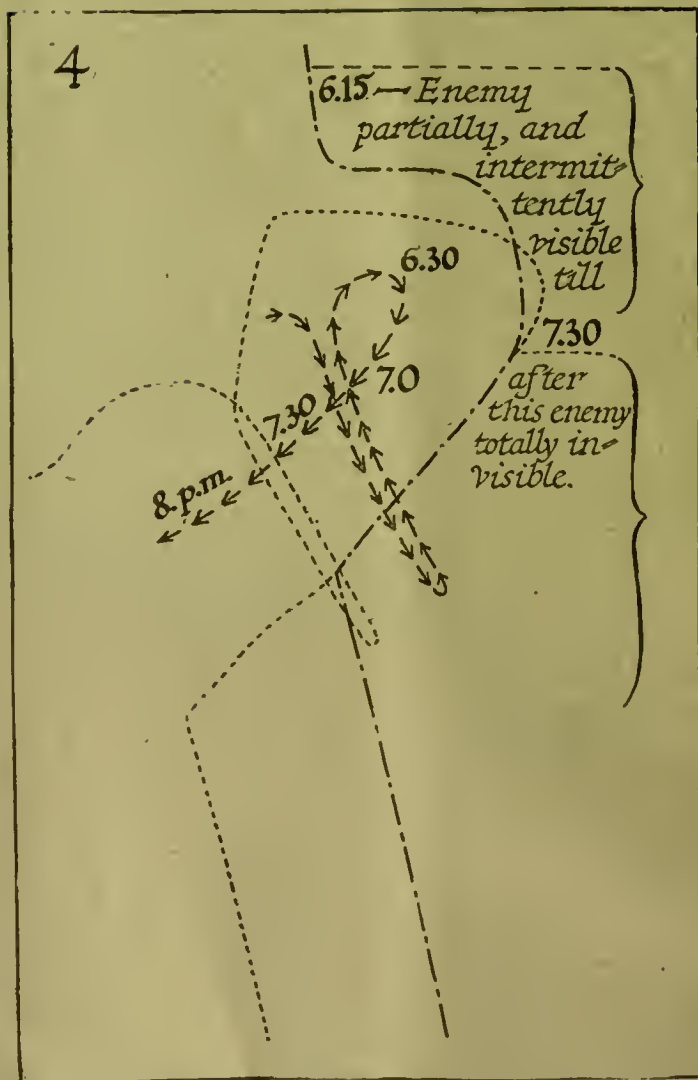 4
6.15 — Enemy
partially, and
intermit=
tently
visible
till
6.30
7.30
7.0
after
this enemy
totally in=
visible.
7.30
8.p.m.